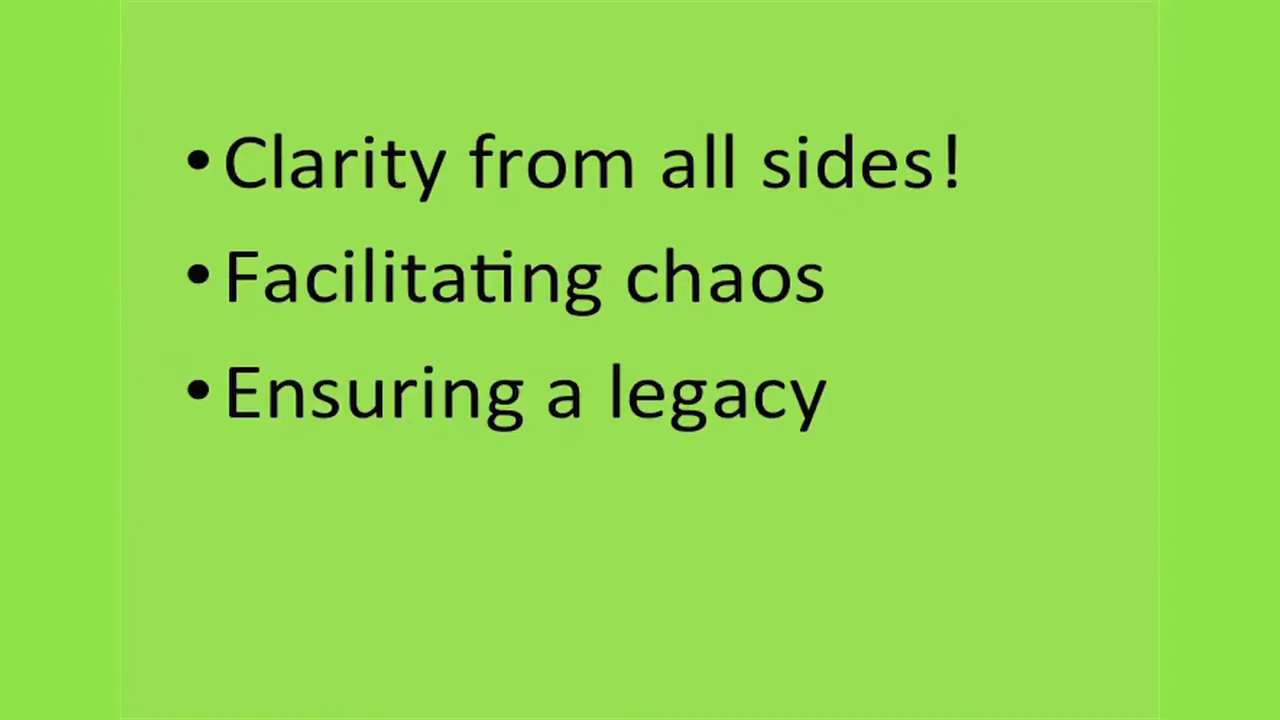 • Clarity from all sides!
• Facilitating chaos
• Ensuring a legacy